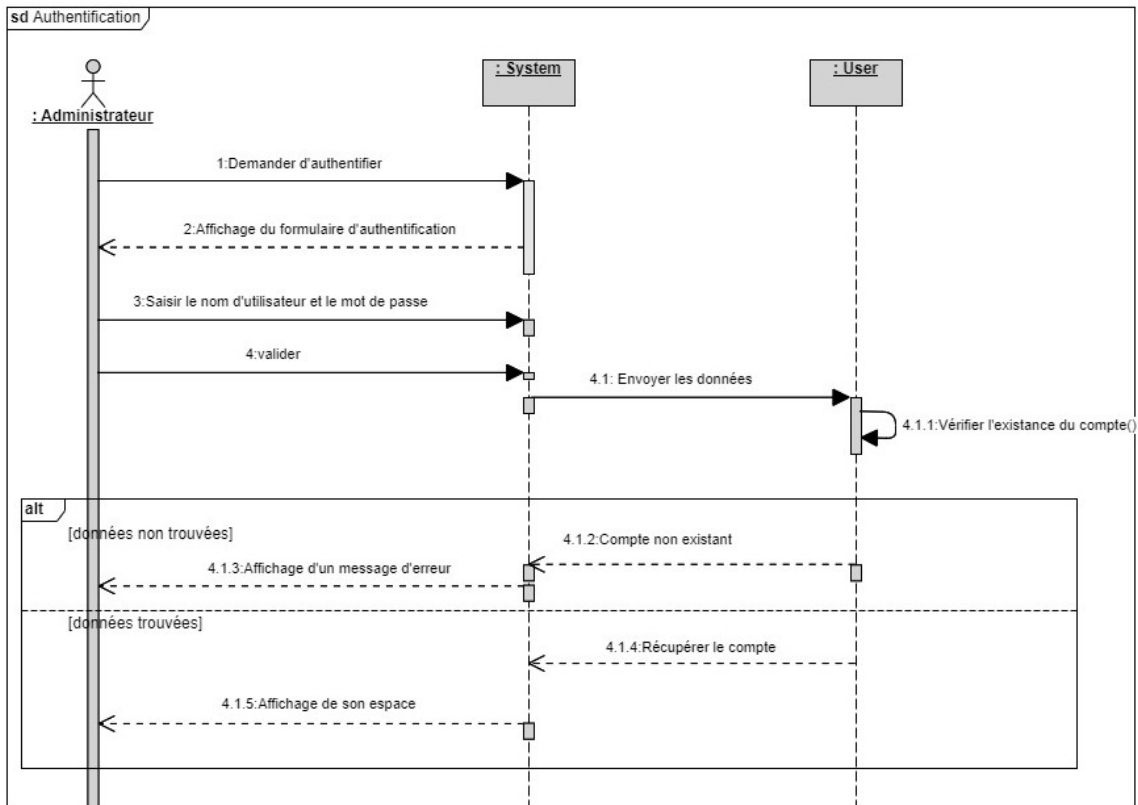 sd Authentification
: Administrateur
: System
: User
1:Demander d'authentifier
2:Affichage du formulaire d'authentification
3:Saisir le nom d'utilisateur et le mot de passe
4:valider
4.1: Envoyer les données
4.1.1:Vérifier l'existance du compte()
alt
[données non trouvées]
4.1.2:Compte non existant
4.1.3:Affichage d'un message d'erreur
[données trouvées]
4.1.4:Récupérer le compte
4.1.5:Affichage de son espace